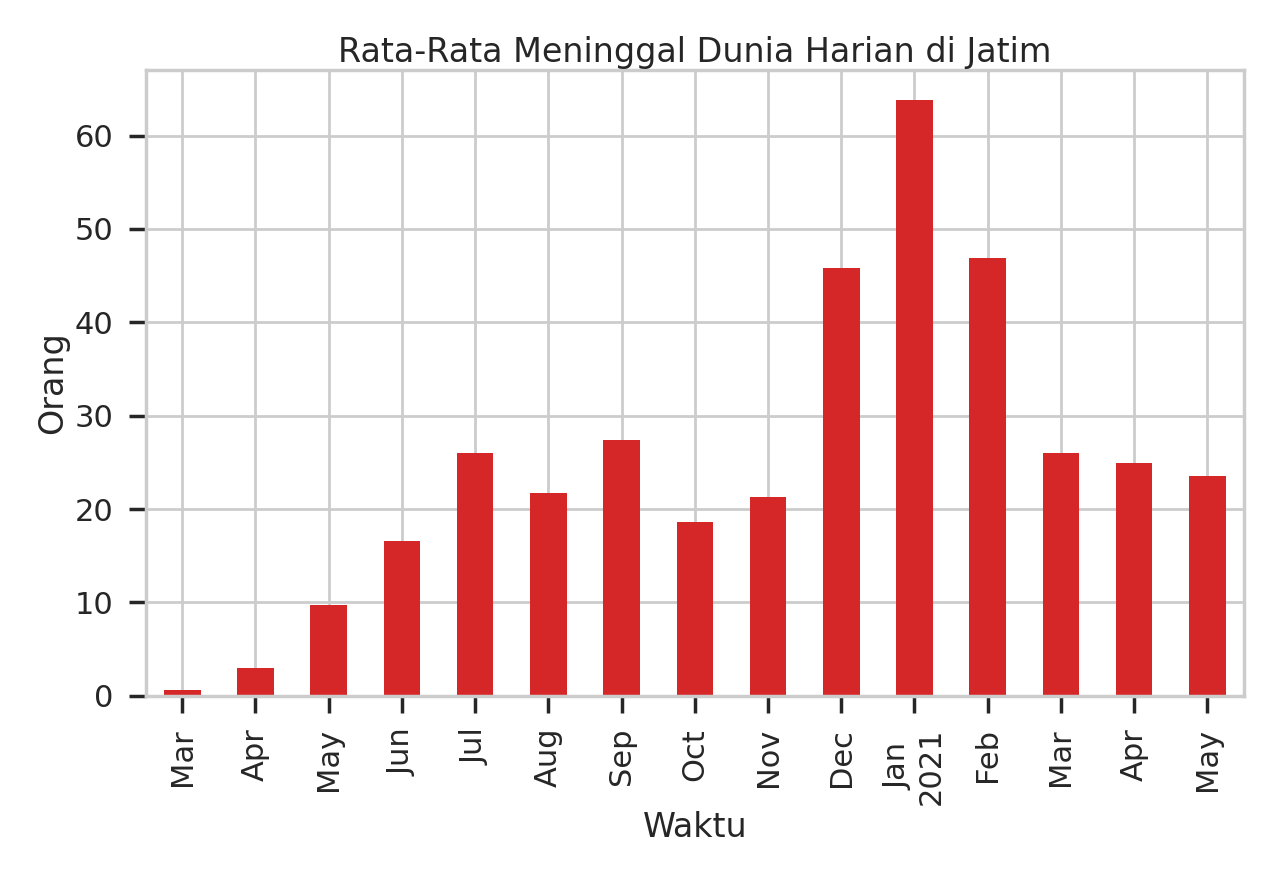 Rata-Rata Meninggal Dunia Harian di Jatim
Orang
60
50
40
30
20
10
0
Mar
Apr
May
Jun
Jul
Aug
Sep
Oct
Nov
Dec
Jan
2021
Feb
Mar
Apr
May
Waktu